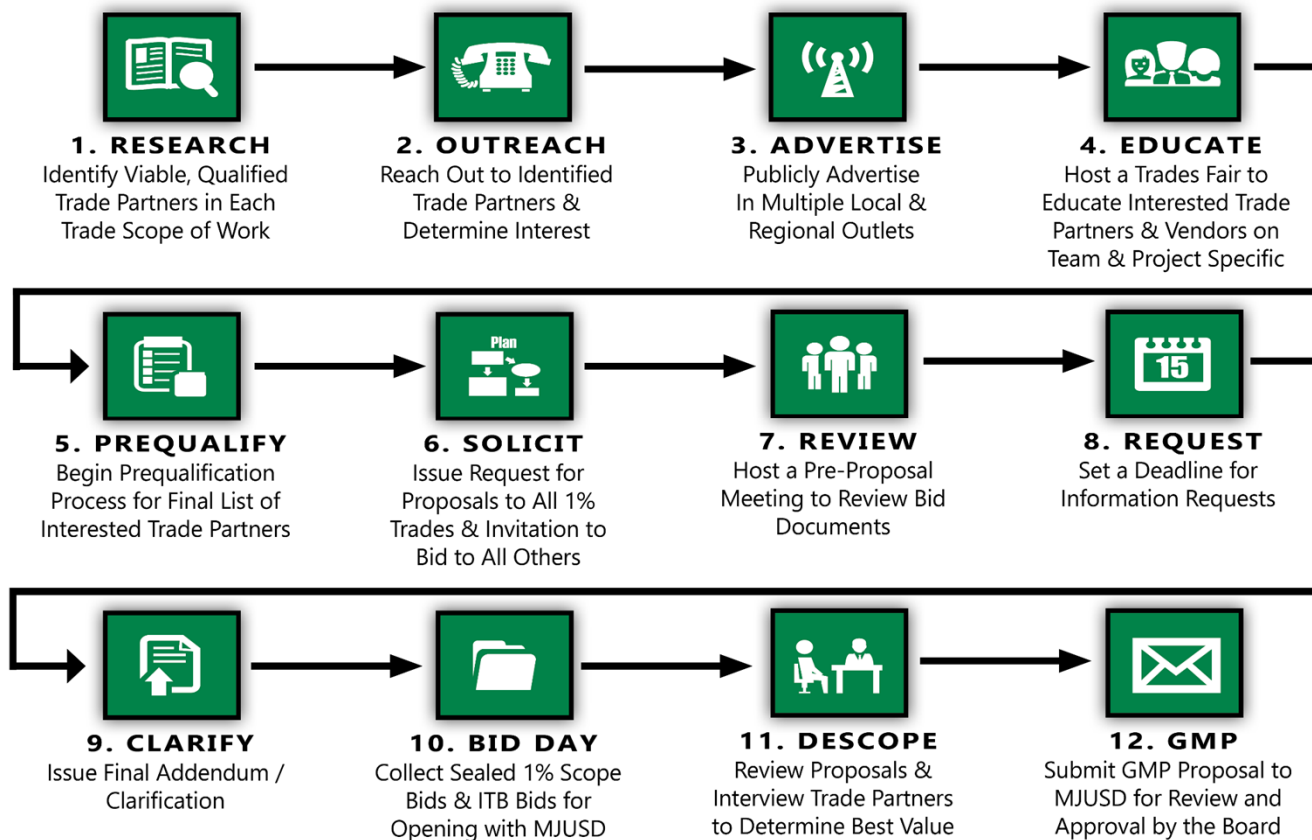 1. RESEARCH
Identify Viable, Qualified
Trade Partners in Each
Trade Scope of Work
2. OUTREACH
Reach Out to Identified
Trade Partners &
Determine Interest
3. ADVERTISE
Publicly Advertise
In Multiple Local &
Regional Outlets
4. EDUCATE
Host a Trades Fair to
Educate Interested Trade
Partners & Vendors on
Team & Project Specific
5. PREQUALIFY
Begin Prequalification
Process for Final List of
Interested Trade Partners
Plan
6. SOLICIT
Issue Request for
Proposals to All 1%
Trades & Invitation to
Bid to All Others
7. REVIEW
Host a Pre-Proposal
Meeting to Review Bid
Documents
15
8. REQUEST
Set a Deadline for
Information Requests
9. CLARIFY
Issue Final Addendum /
Clarification
10. BID DAY
Collect Sealed 1% Scope
Bids & ITB Bids for
Opening with MJUSD
11. DESCOPE
Review Proposals &
Interview Trade Partners
to Determine Best Value
12. GMP
Submit GMP Proposal to
MJUSD for Review and
Approval by the Board